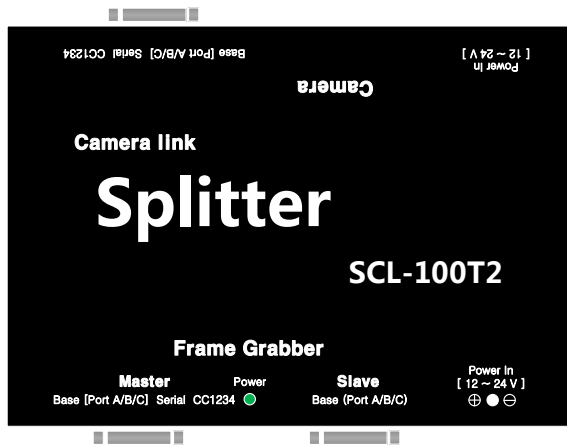 Base [Port A/B/C] Serial CC1234
[ 12 ~ 24 V ]
Power in
Camera
Camera link
Splitter
SCL-100T2
Frame Grabber
Master
Power
Slave
Power in
[ 12 ~ 24 V ]
Base [Port A/B/C] Serial CC1234
Base (Port A/B/C)